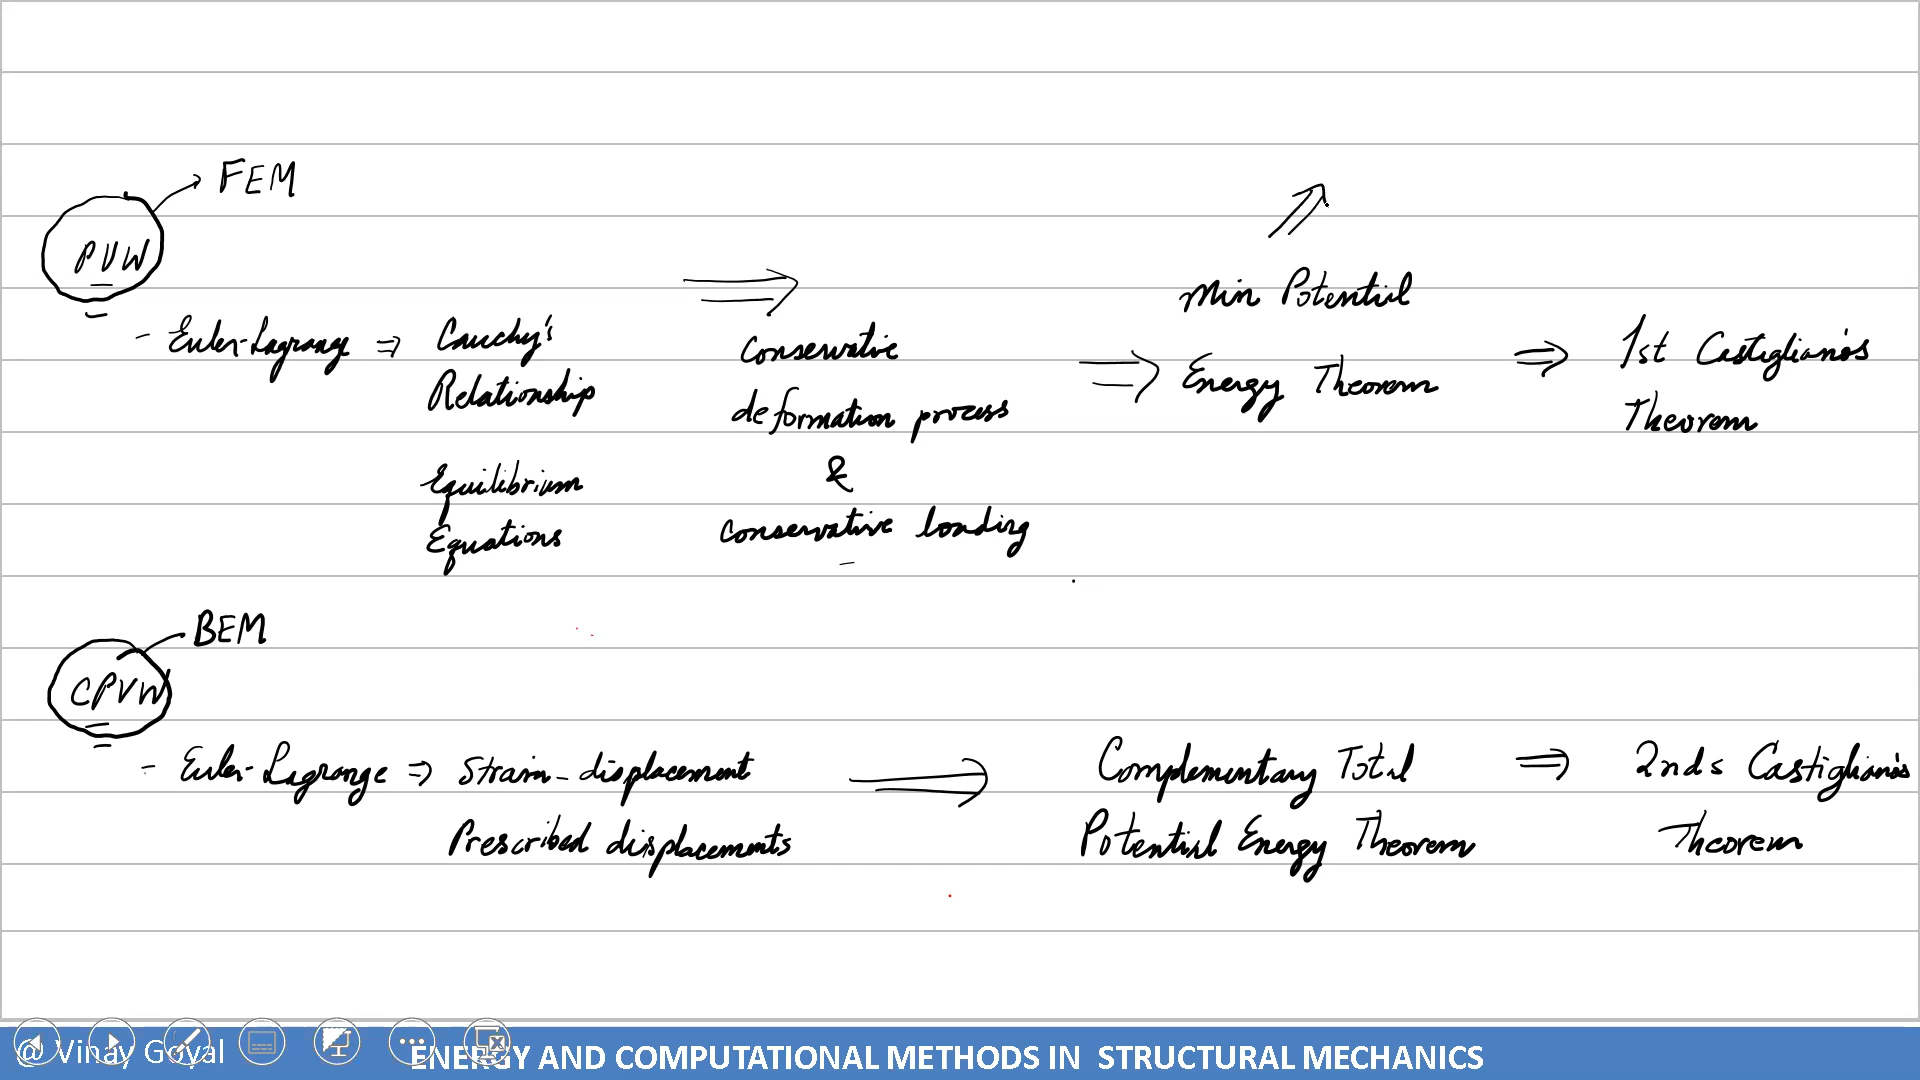 FEM
PVW
- Euler-Lagrange ⇒ Cauchy's
Relationship
Equilibrium
Equations
⇒
Conservative
deformation process
&
conservative loading
⇒
Min Potential
Energy Theorem
⇒ 1st Castigliano's
Theorem
BEM
CPVW
- Euler-Lagrange ⇒ Strain-displacement
Prescribed displacements
⇒ Complementary Total
Potential Energy Theorem
⇒ 2nds Castigliano's
Theorem
@ Vinay Goyal
ENERGY AND COMPUTATIONAL METHODS IN STRUCTURAL MECHANICS